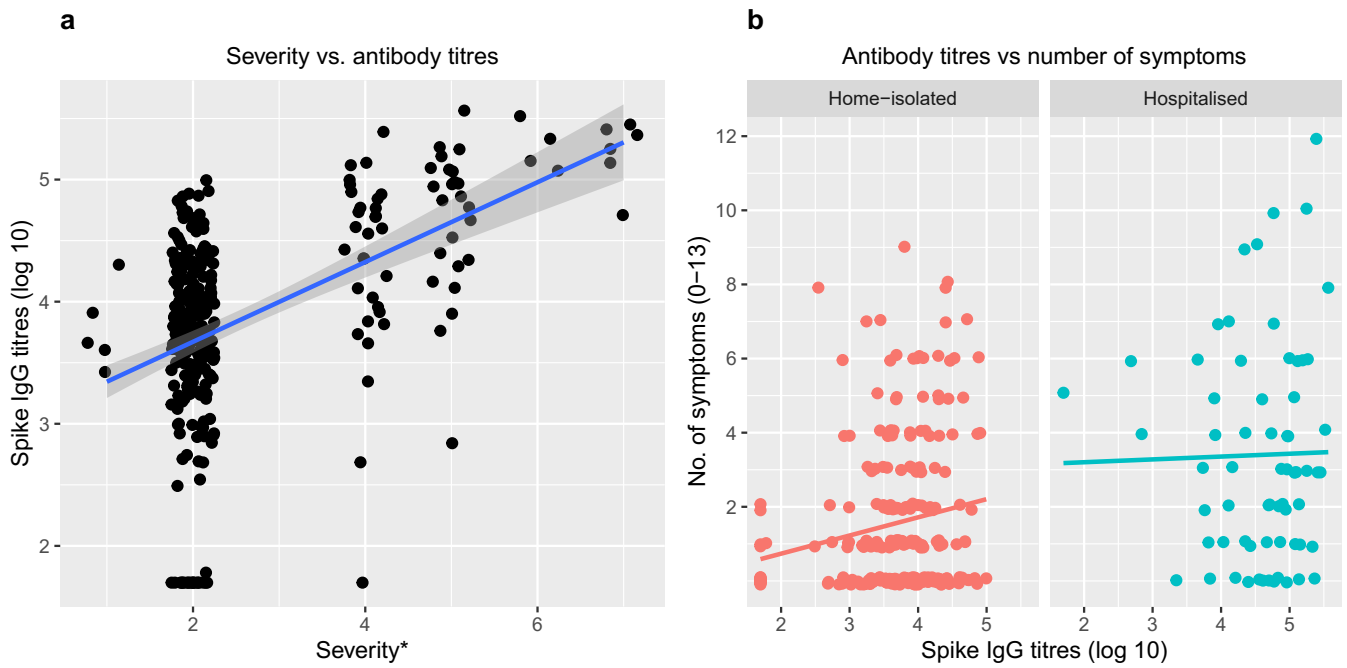 a
Severity vs. antibody titres
Spike IgG titres (log 10)
5
4
3
2
2 4 6
Severity*
b
Antibody titres vs number of symptoms
Home−isolated Hospitalised
No. of symptoms (0−13)
12
10
8
6
4
2
2 3 4 5 2 3 4 5
Spike IgG titres (log 10)